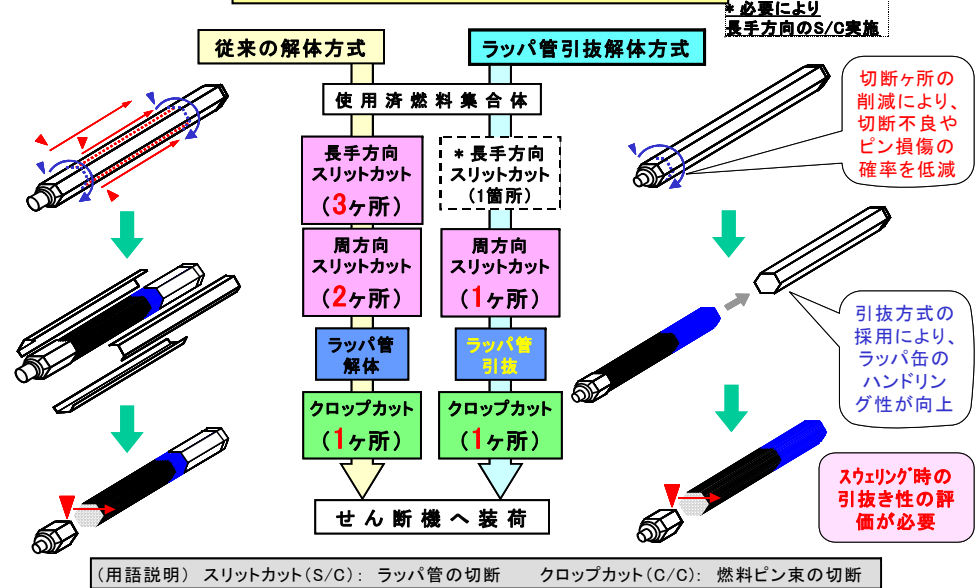 * 必要により
長手方向のS/C実施
従来の解体方式
ラッパ管引抜解体方式
使用済燃料集合体
長手方向
スリットカット
(3ヶ所)
* 長手方向
スリットカット
(1箇所)
周方向
スリットカット
(2ヶ所)
周方向
スリットカット
(1ヶ所)
ラッパ管
解体
ラッパ管
引抜
クロップカット
(1ヶ所)
クロップカット
(1ヶ所)
せん断機へ装荷
切断ヶ所の
削減により、
切断不良や
ピン損傷の
確率を低減
引抜方式の
採用により、
ラッパ缶の
ハンドリン
グ性が向上
スウェリング時の
引抜き性の評
価が必要
(用語説明) スリットカット(S/C): ラッパ管の切断 クロップカット(C/C): 燃料ピン束の切断